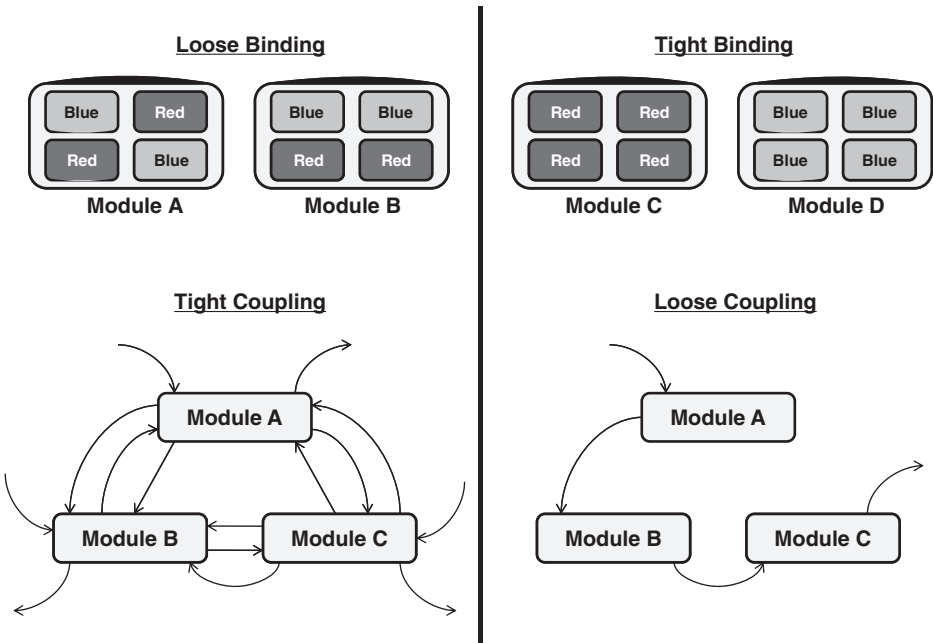 Loose Binding
Blue Red
Red Blue
Module A
Blue Blue
Red Red
Module B
Tight Binding
Red Red
Red Red
Module C
Blue Blue
Blue Blue
Module D
Tight Coupling
Module A
Module B
Module C
Loose Coupling
Module A
Module B
Module C